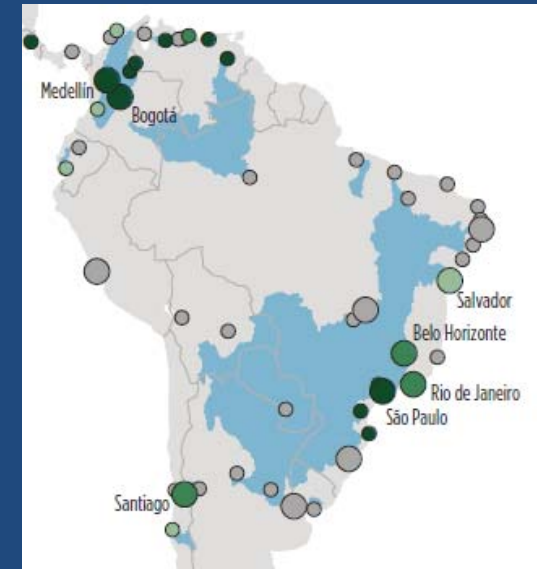 Medellín
Bogotá
Salvador
Belo Horizonte
Rio de Janeiro
São Paulo
Santiago